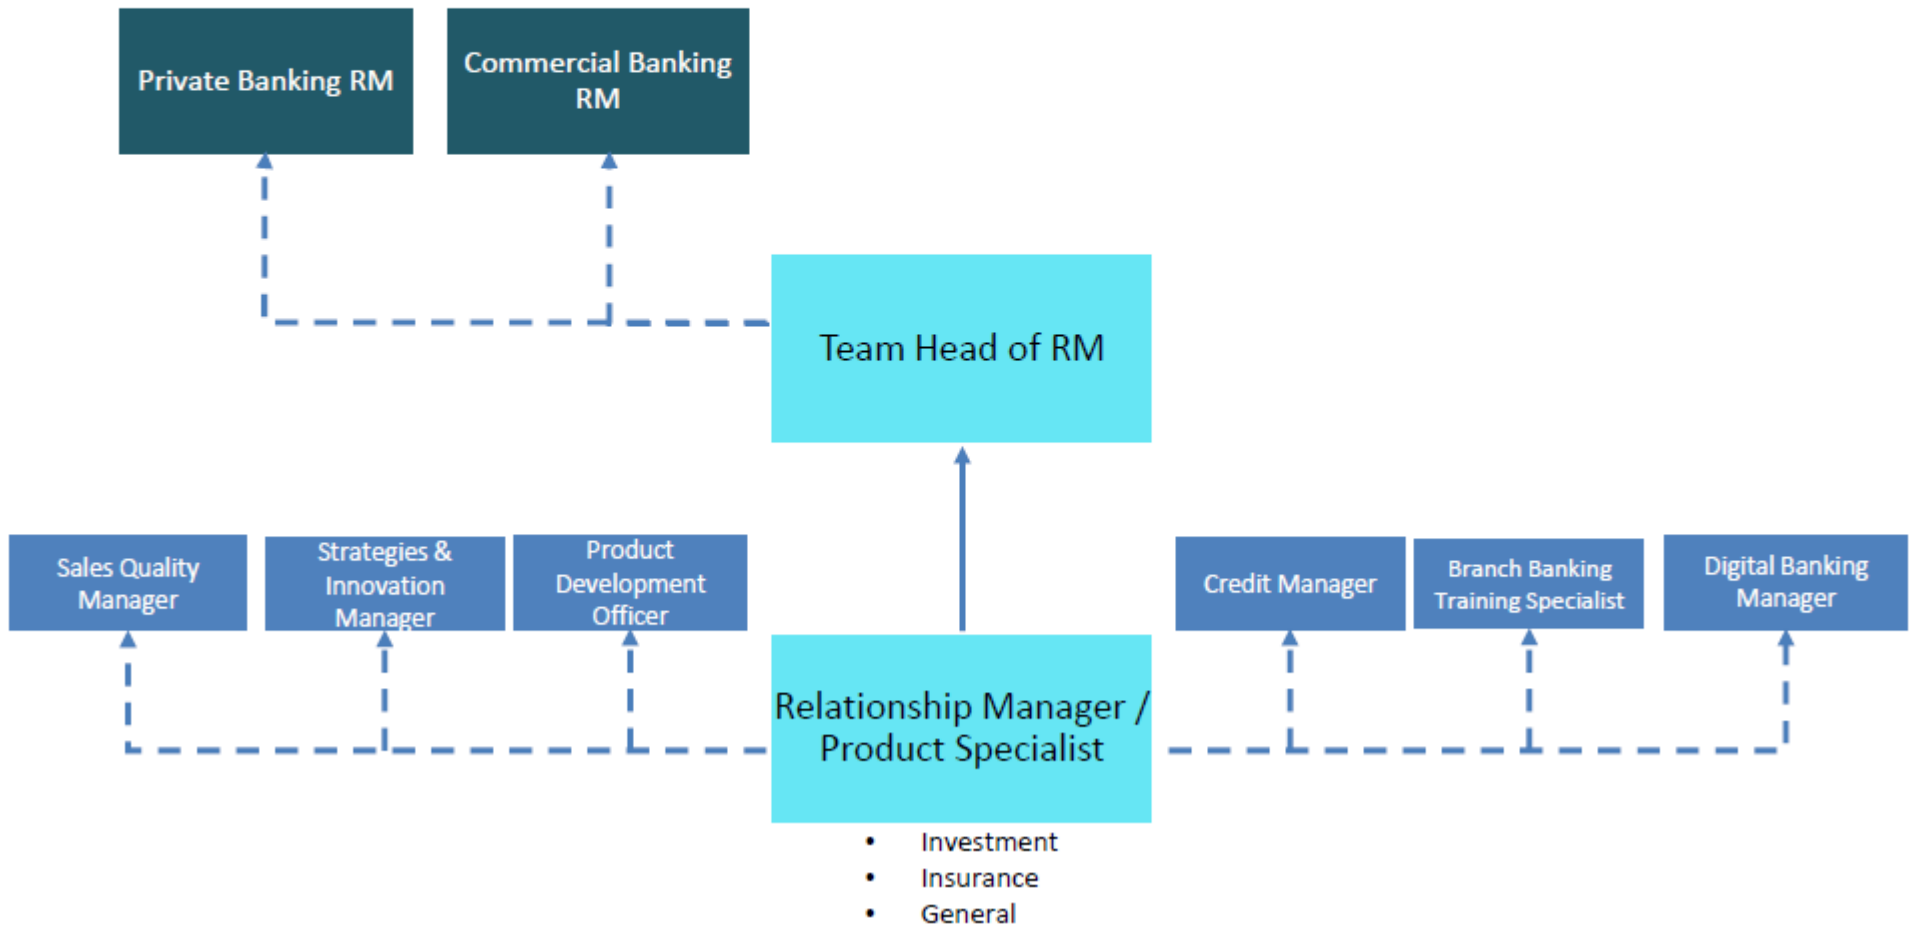 Private Banking RM
Commercial Banking
RM
Team Head of RM
Sales Quality
Manager
Strategies &
Innovation
Manager
Product
Development
Officer
Credit Manager
Branch Banking
Training Specialist
Digital Banking
Manager
Relationship Manager /
Product Specialist
• Investment
• Insurance
• General